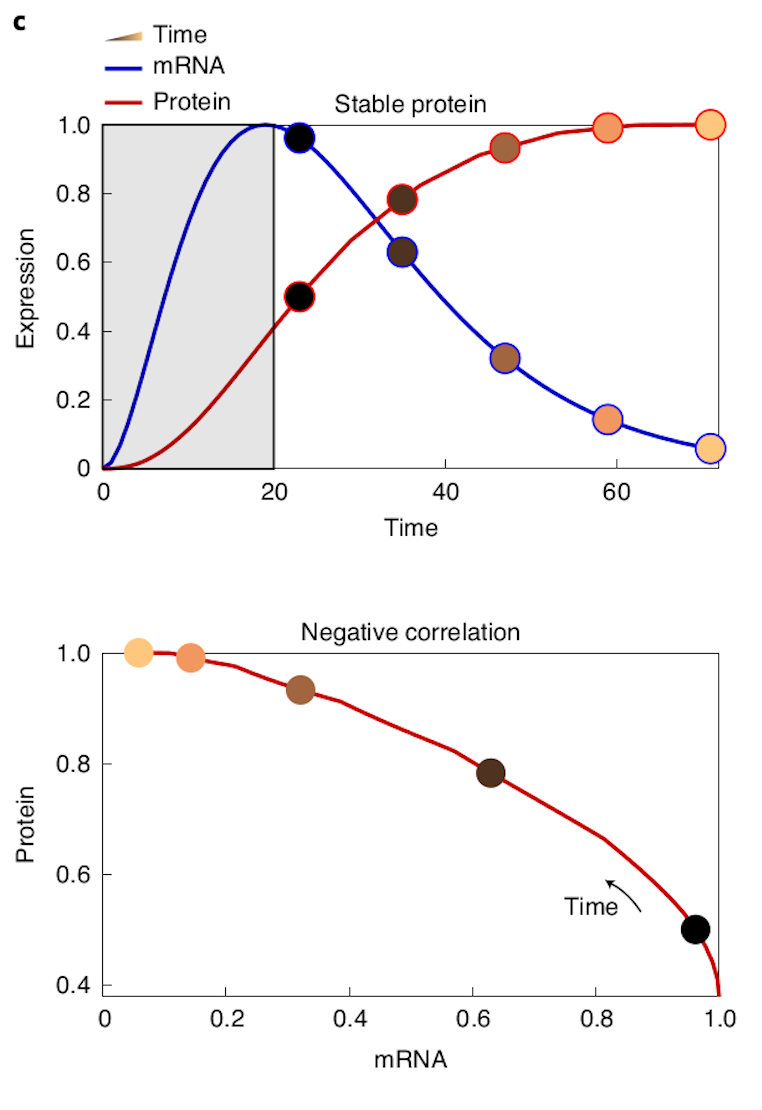 c
Time
mRNA
Protein
Stable protein
1.0
0.8
0.6
0.4
0.2
0
Expression
0 20 40 60
Time
Negative correlation
1.0
0.8
0.6
0.4
Protein
Time
0 0.2 0.4 0.6 0.8 1.0
mRNA